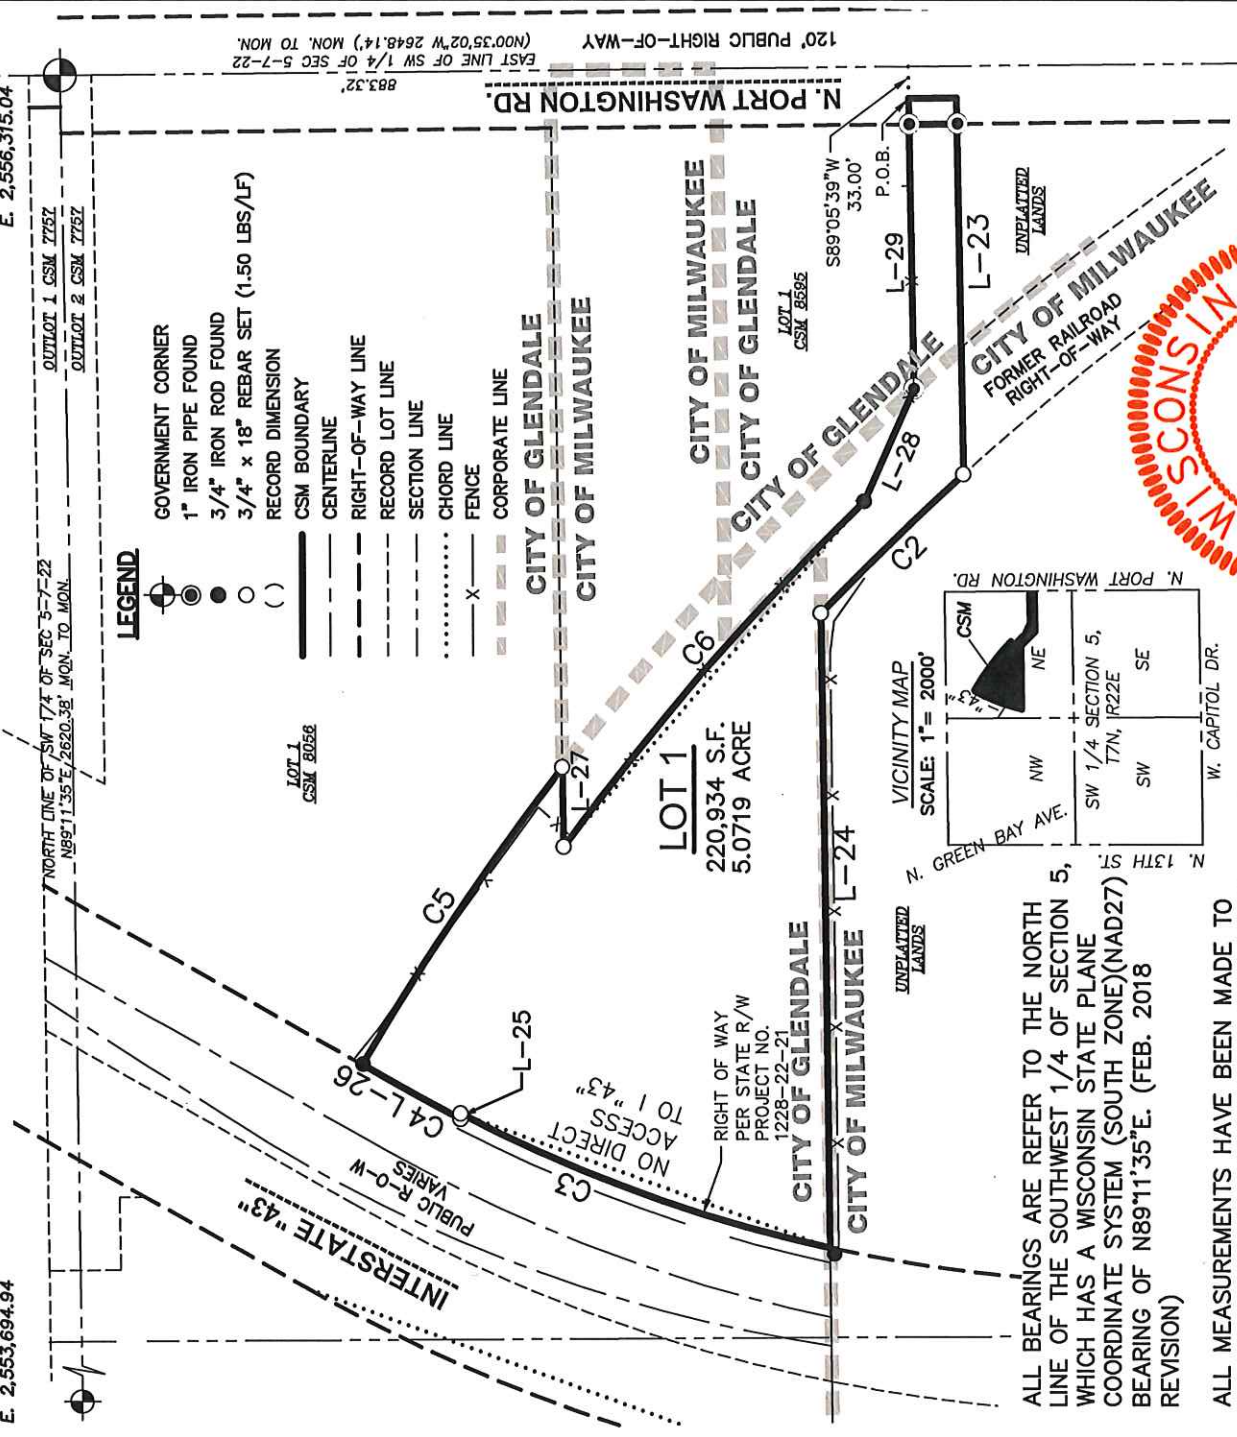 E. 2,553,694.94
E. 2,556,315.04
NORTH LINE OF SW 1/4 OF SEC 5-7-22
N89°11'35"E 2620.38' MON. TO MON.
OUTLOT 1 CSM 7757
OUTLOT 2 CSM 7757
883.32'
EAST LINE OF SW 1/4 OF SEC 5-7-22
(N00°35'02"W 2648.14') MON. TO MON
120' PUBLIC RIGHT-OF-WAY
N. PORT WASHINGTON RD.
LEGEND
GOVERNMENT CORNER
1" IRON PIPE FOUND
3/4" IRON ROD FOUND
3/4" x 18" REBAR SET (1.50 LBS/LF)
( ) RECORD DIMENSION
CSM BOUNDARY
CENTERLINE
RIGHT-OF-WAY LINE
RECORD LOT LINE
SECTION LINE
CHORD LINE
X FENCE
CORPORATE LINE
LOT 1
CSM 8056
CITY OF GLENDALE
CITY OF MILWAUKEE
CITY OF MILWAUKEE
CITY OF GLENDALE
LOT 1
CSM 8595
S89°05'39"W
33.00'
P.O.B.
L-29
L-23
UNPLATTED
LANDS
CITY OF GLENDALE
CITY OF MILWAUKEE
FORMER RAILROAD
RIGHT-OF-WAY
L-28
C2
C6
L-27
C5
LOT 1
220,934 S.F.
5.0719 ACRE
L-26
C4
L-25
C3
NO DIRECT
ACCESS
TO I "43"
PUBLIC R-O-W
VARIES
INTERSTATE "43"
RIGHT OF WAY
PER STATE R/W
PROJECT NO.
1228-22-21
CITY OF GLENDALE
CITY OF MILWAUKEE
L-24
UNPLATTED
LANDS
VICINITY MAP
SCALE: 1"= 2000'
N. GREEN BAY AVE.
I-"43"
CSM
NW
NE
SW 1/4 SECTION 5,
T7N, R22E
SW
SE
N. 13TH ST.
N. PORT WASHINGTON RD.
W. CAPITOL DR.
WISCONSIN
ALL BEARINGS ARE REFER TO THE NORTH
LINE OF THE SOUTHWEST 1/4 OF SECTION 5,
WHICH HAS A WISCONSIN STATE PLANE
COORDINATE SYSTEM (SOUTH ZONE)(NAD27)
BEARING OF N89°11'35"E. (FEB. 2018
REVISION)
ALL MEASUREMENTS HAVE BEEN MADE TO